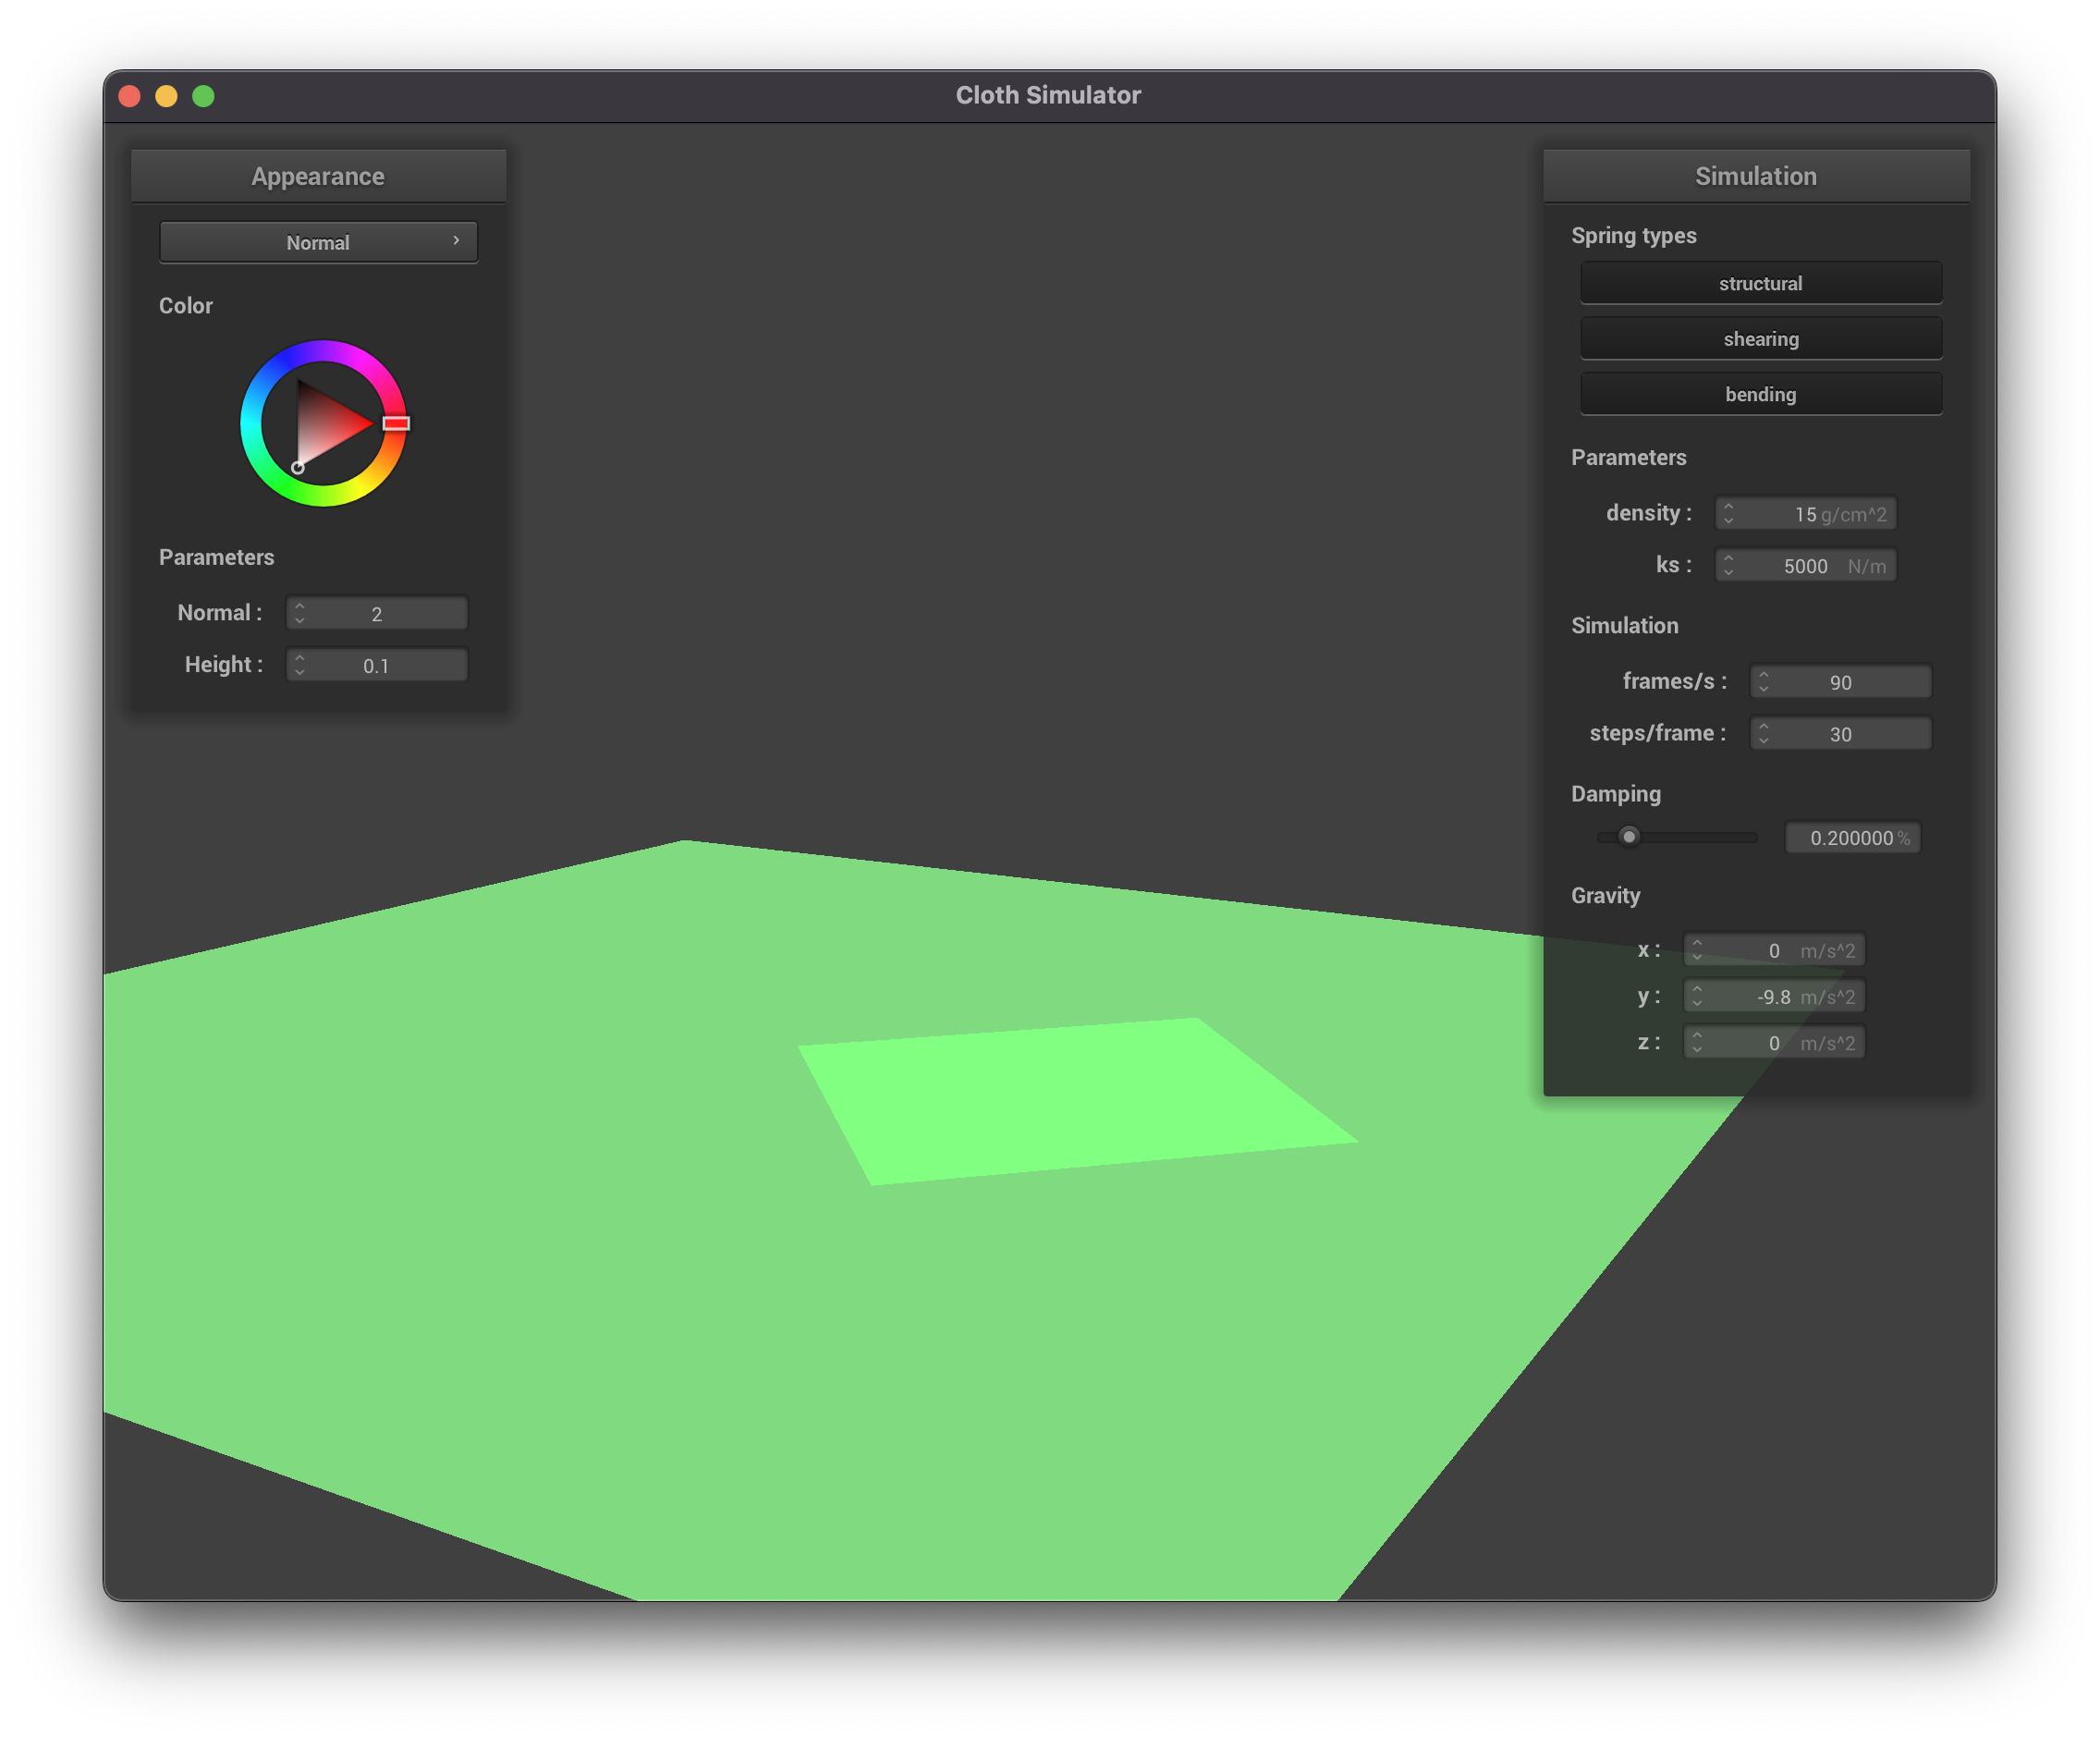 Cloth Simulator
Appearance
Normal
Color
Parameters
Normal :
2
Height :
0.1
Simulation
Spring types
structural
shearing
bending
Parameters
density :
15 g/cm^2
ks :
5000 N/m
Simulation
frames/s :
90
steps/frame :
30
Damping
0.200000 %
Gravity
x :
0 m/s^2
y :
-9.8 m/s^2
z :
0 m/s^2